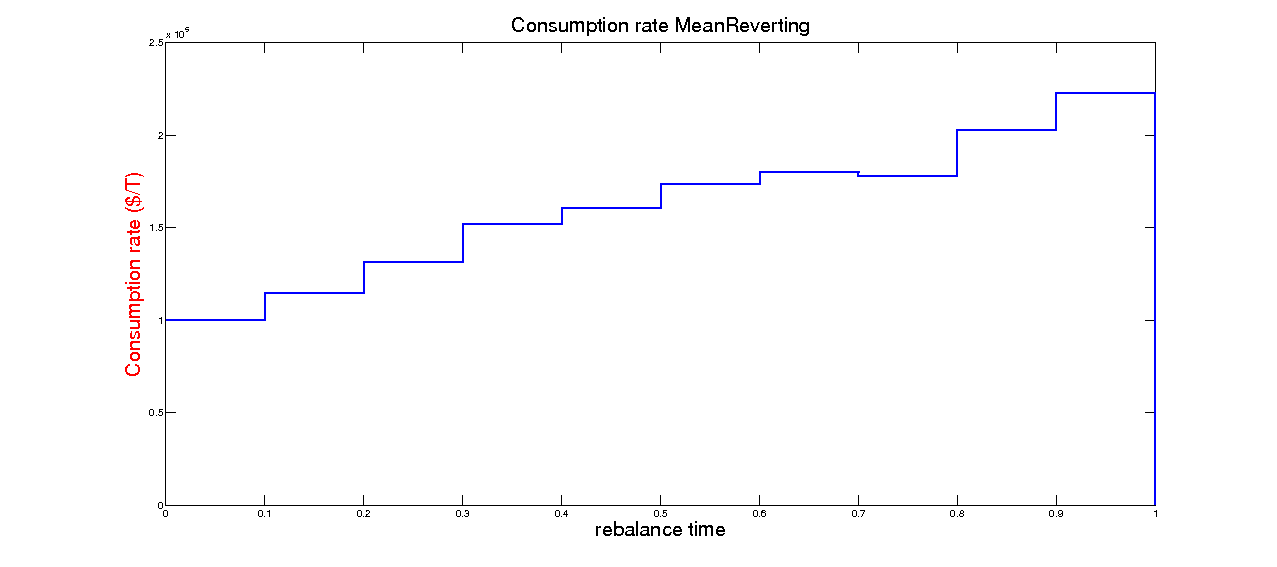 Consumption rate MeanReverting
x 10^5
2.5
2
1.5
1
0.5
0
Consumption rate ($/T)
0 0.1 0.2 0.3 0.4 0.5 0.6 0.7 0.8 0.9 1
rebalance time